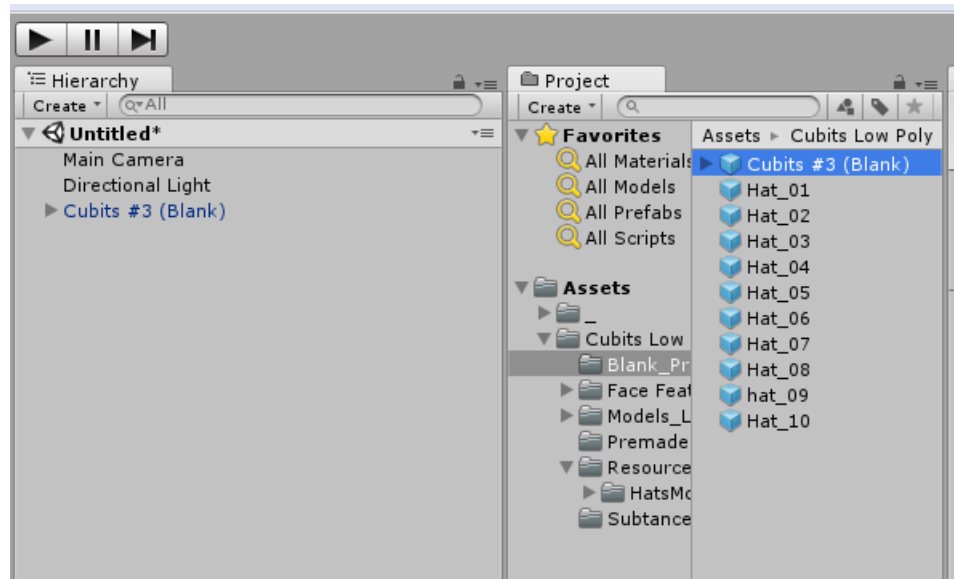 Hierarchy
Create All
Untitled*
Main Camera
Directional Light
Cubits #3 (Blank)
Project
Create
Favorites
All Materials
All Models
All Prefabs
All Scripts
Assets
_
Cubits Low
Blank_Pr
Face Feat
Models_L
Premade
Resource
HatsMo
Subtance
Assets Cubits Low Poly
Cubits #3 (Blank)
Hat_01
Hat_02
Hat_03
Hat_04
Hat_05
Hat_06
Hat_07
Hat_08
hat_09
Hat_10